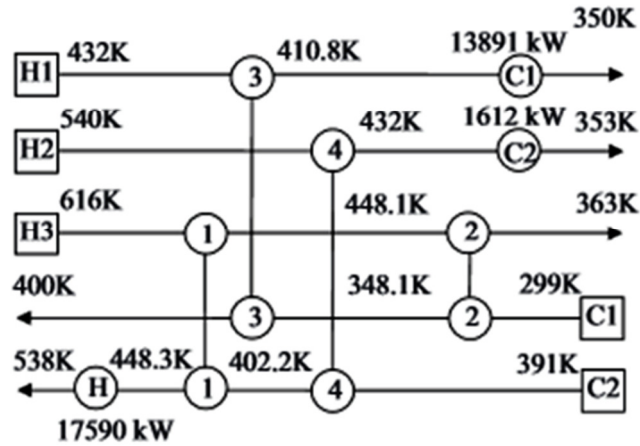 350K
432K 410.8K 13891 kW
H1 3 C1
540K 432K 1612 kW 353K
H2 4 C2
616K 448.1K 363K
H3 1 2
400K 348.1K 299K
3 2 C1
538K 448.3K 402.2K 391K
H 1 4 C2
17590 kW